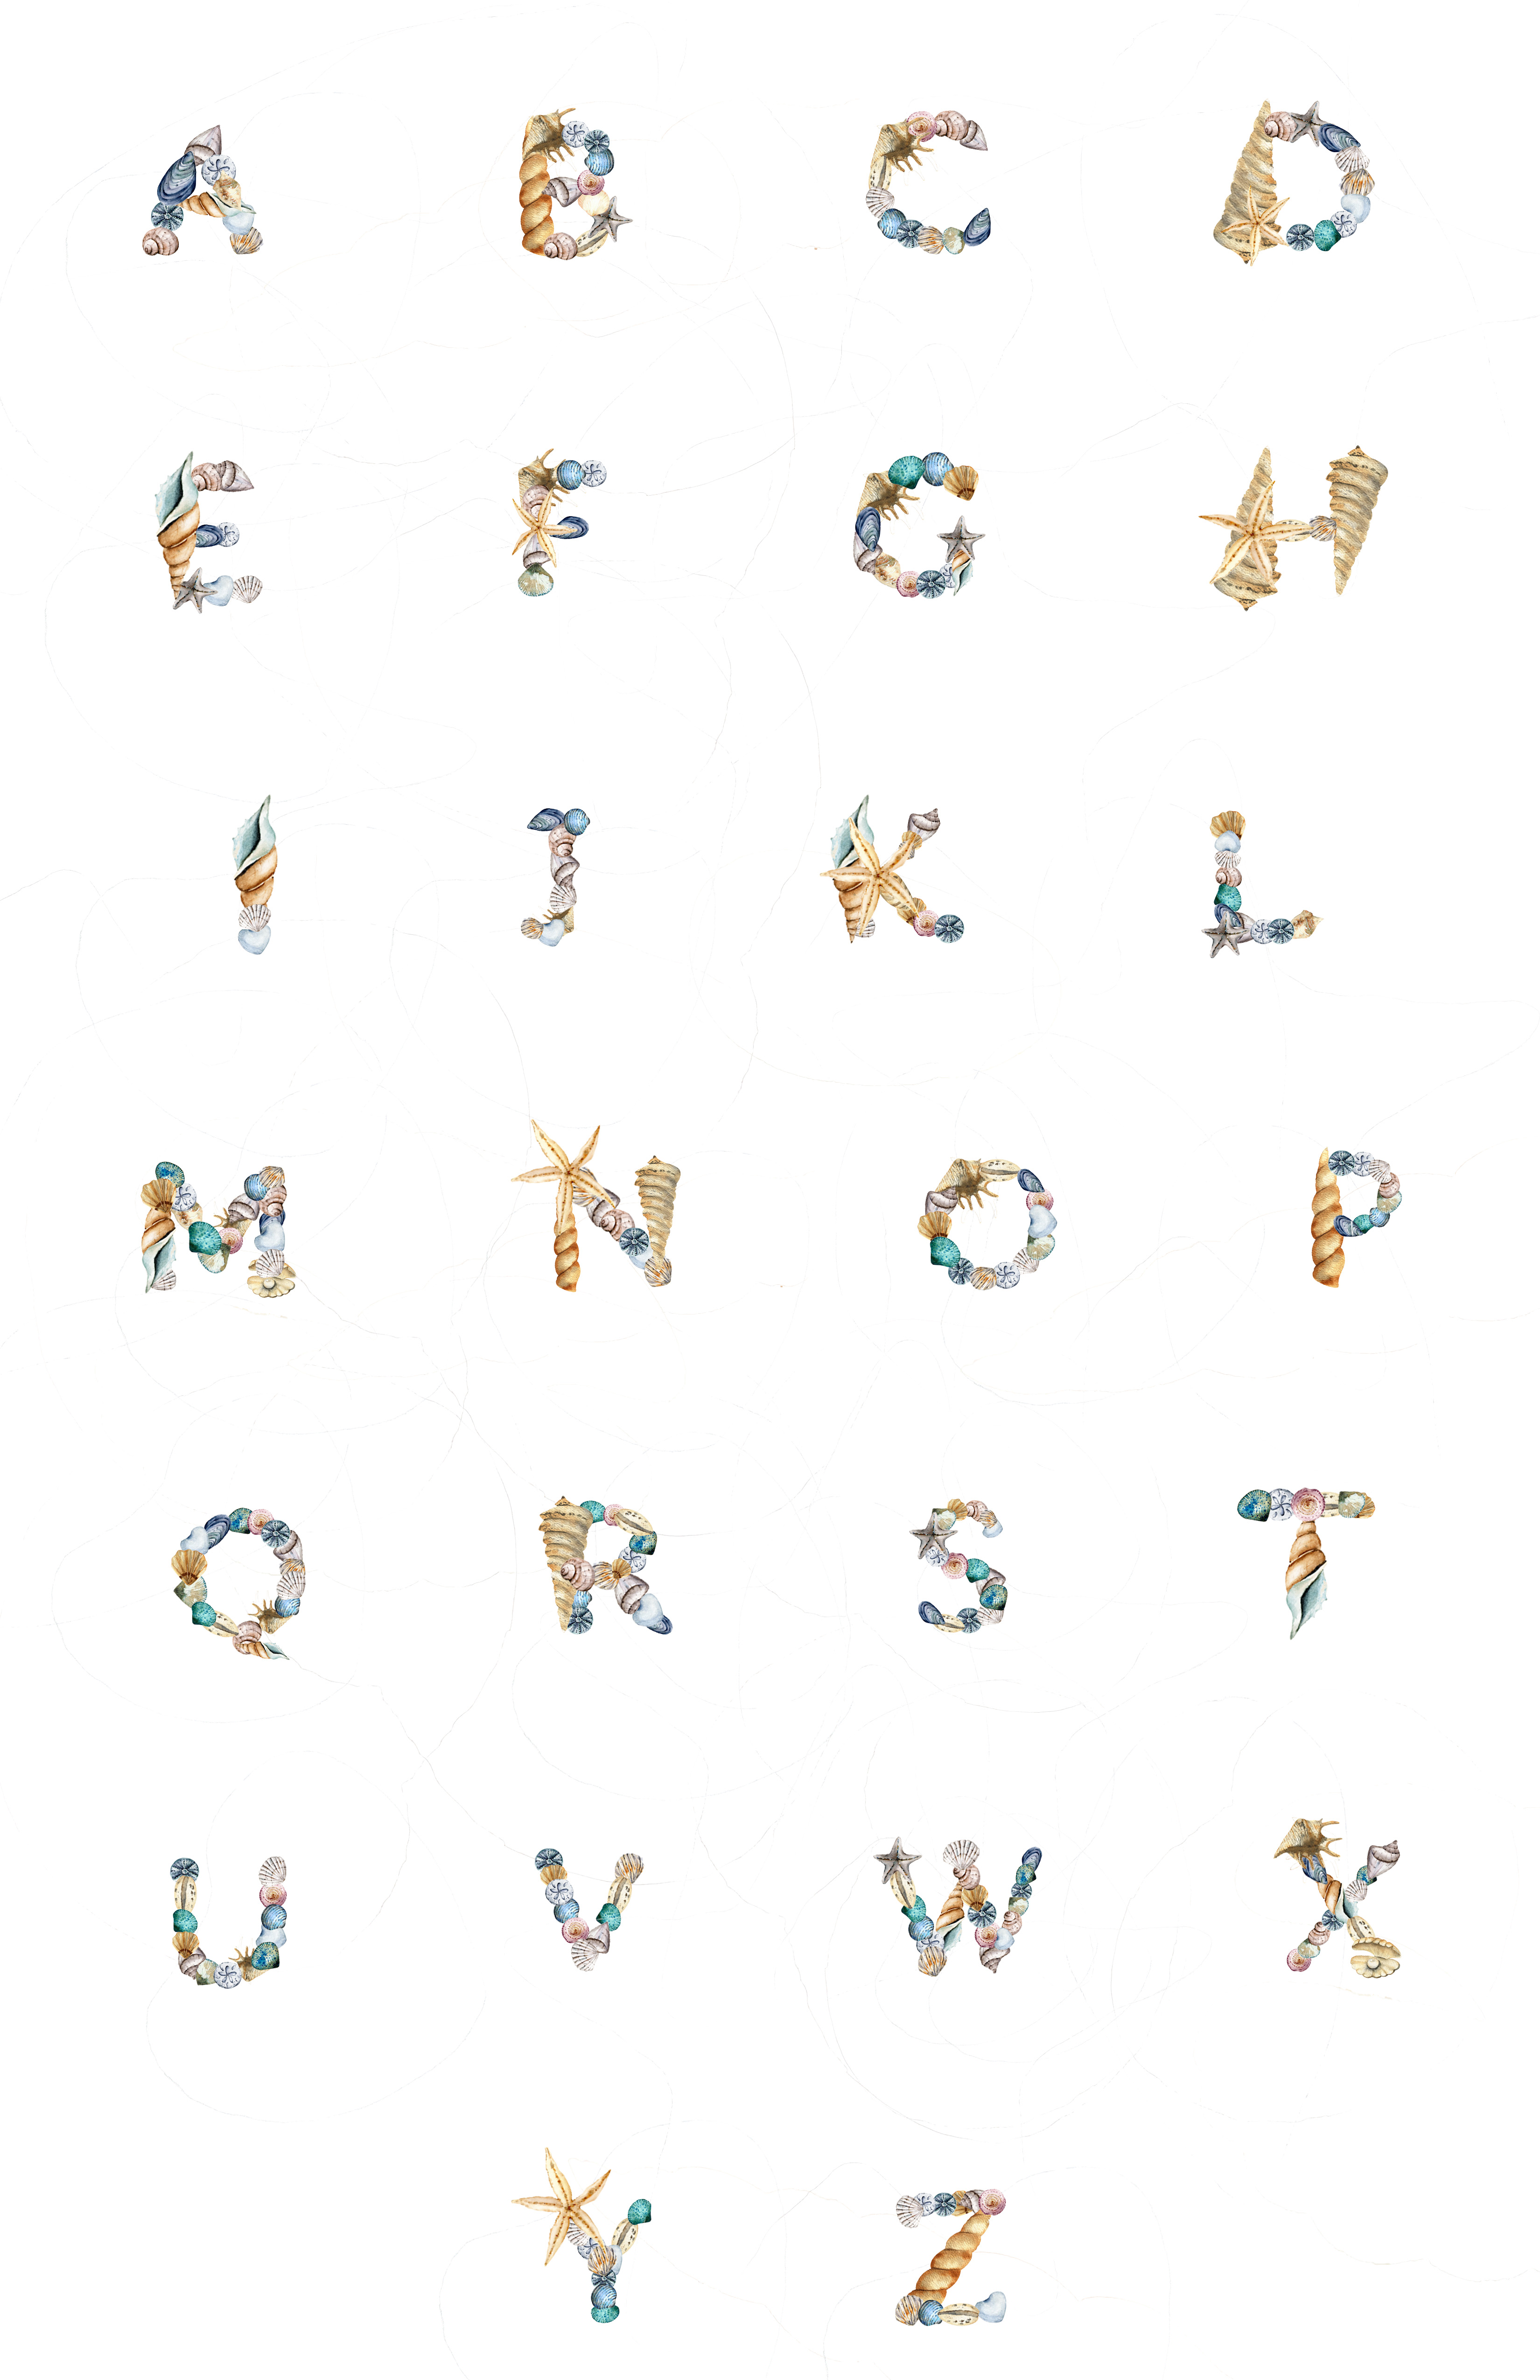 A B C D
E F G H
I J K L
M N O P
Q R S T
U V W X
Y Z